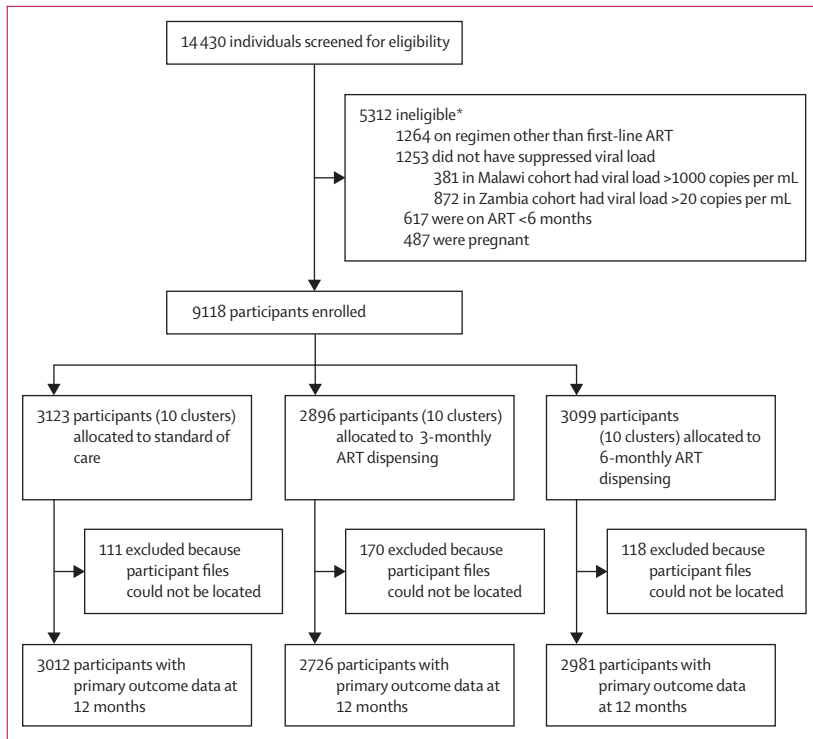 14 430 individuals screened for eligibility
5312 ineligible*
1264 on regimen other than first-line ART
1253 did not have suppressed viral load
381 in Malawi cohort had viral load >1000 copies per mL
872 in Zambia cohort had viral load >20 copies per mL
617 were on ART <6 months
487 were pregnant
9118 participants enrolled
3123 participants (10 clusters)
allocated to standard of
care
2896 participants (10 clusters)
allocated to 3-monthly
ART dispensing
3099 participants
(10 clusters) allocated to
6-monthly ART
dispensing
111 excluded because
participant files
could not be located
170 excluded because
participant files
could not be located
118 excluded because
participant files
could not be located
3012 participants with
primary outcome data at
12 months
2726 participants with
primary outcome data at
12 months
2981 participants with
primary outcome data
at 12 months